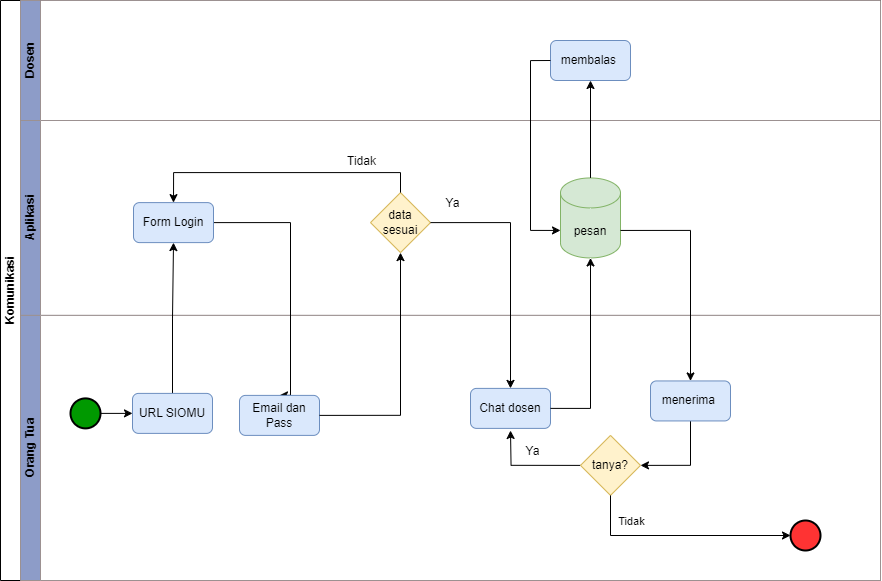 Komunikasi
Dosen
membalas
Aplikasi
Tidak
Form Login
data
sesuai
Ya
pesan
Orang Tua
URL SIOMU
Email dan
Pass
Chat dosen
menerima
Ya
tanya?
Tidak